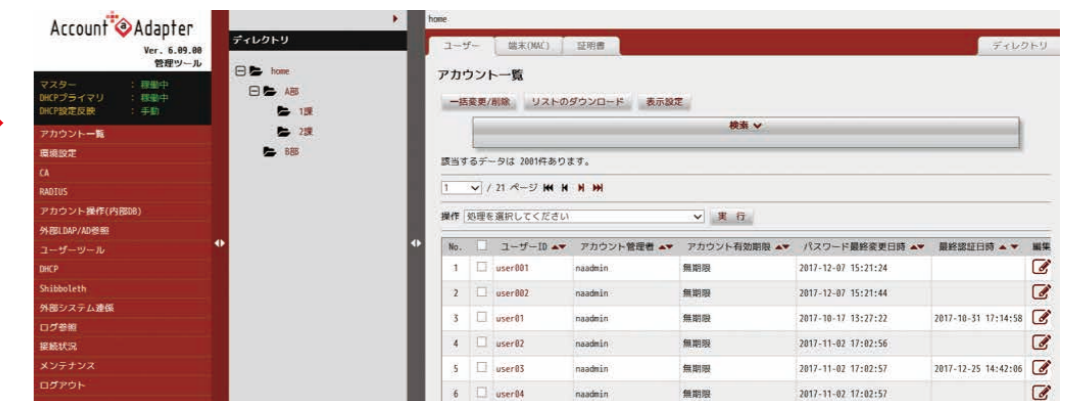 Account@Adapter
Ver. 6.09.00
管理ツール
マスター : 稼動中
DHCPプライマリ : 稼動中
DHCP設定反映 : 手動
アカウント一覧
環境設定
CA
RADIUS
アカウント操作(内部DB)
外部LDAP/AD参照
ユーザーツール
DHCP
Shibboleth
外部システム連携
ログ参照
接続状況
メンテナンス
ログアウト
ディレクトリ
home
A部
1課
2課
B部
home
ユーザー 端末(MAC) 証明書 ディレクトリ
アカウント一覧
一括変更/削除 リストのダウンロード 表示設定
検索
該当するデータは 2001件あります。
1 / 21 ページ
操作 処理を選択してください 実 行
No. ユーザーID アカウント管理者 アカウント有効期限 パスワード最終変更日時 最終認証日時 編集
1 user001 naadmin 無期限 2017-12-07 15:21:24
2 user002 naadmin 無期限 2017-12-07 15:21:44
3 user01 naadmin 無期限 2017-10-17 13:27:22 2017-10-31 17:14:58
4 user02 naadmin 無期限 2017-11-02 17:02:56
5 user03 naadmin 無期限 2017-11-02 17:02:57 2017-12-25 14:42:06
6 user04 naadmin 無期限 2017-11-02 17:02:57